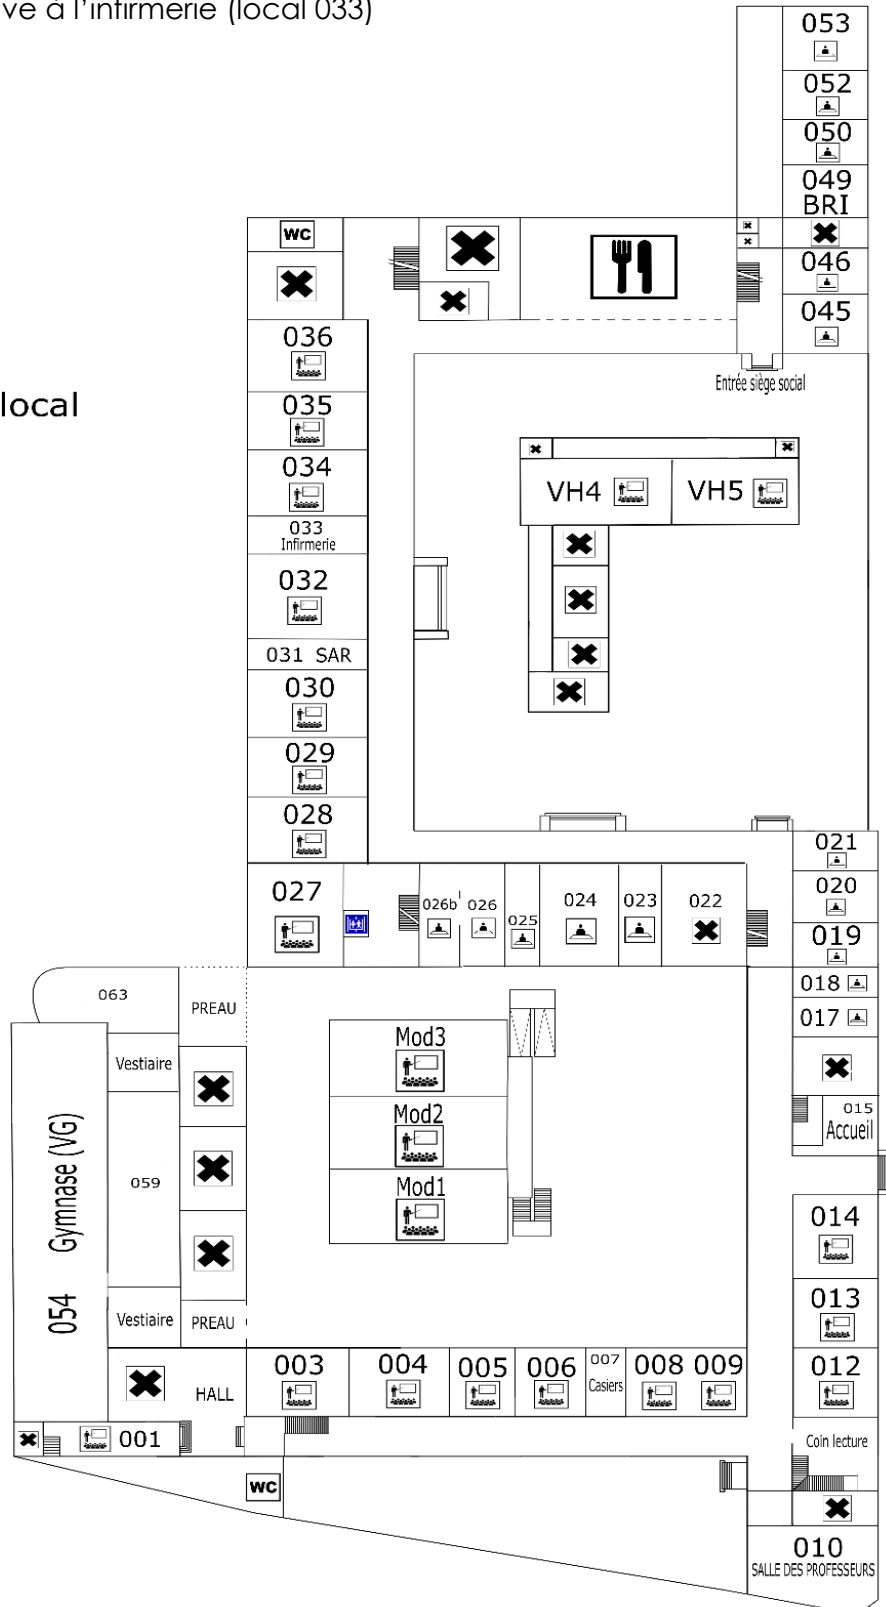 ve à l'infirmerie (local 033)
053
052
050
049
BRI
WC
046
045
036
Entrée siège social
local
035
034
VH4
VH5
033
Infirmerie
032
031 SAR
030
029
028
021
027
026b'
026
025
024
023
022
020
019
018
017
063
PREAU
Mod3
Vestiaire
Mod2
015
Accueil
054 Gymnase (VG)
059
Mod1
014
013
Vestiaire
PREAU
003
004
005
006
007
Casiers
008
009
012
HALL
001
Coin lecture
WC
010
SALLE DES PROFESSEURS